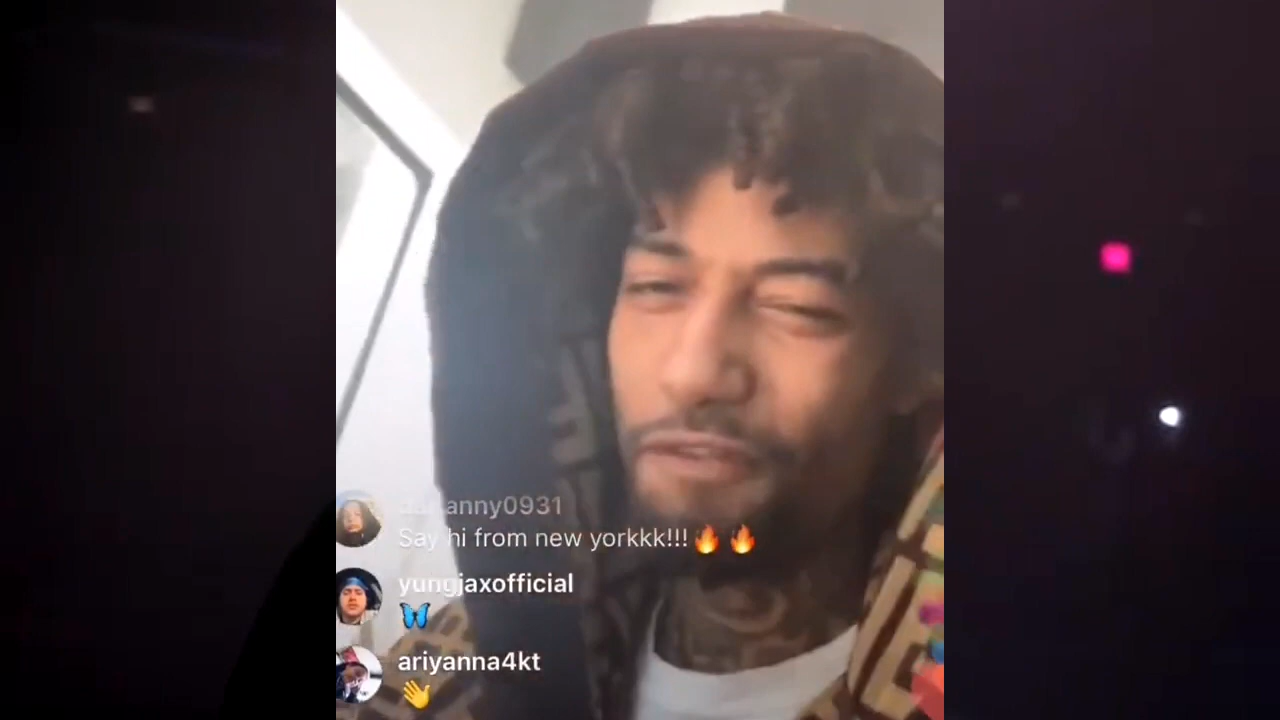 Say hi from new yorkkk!!!🔥🔥
yungjaxofficial
🦋
ariyanna4kt
👋